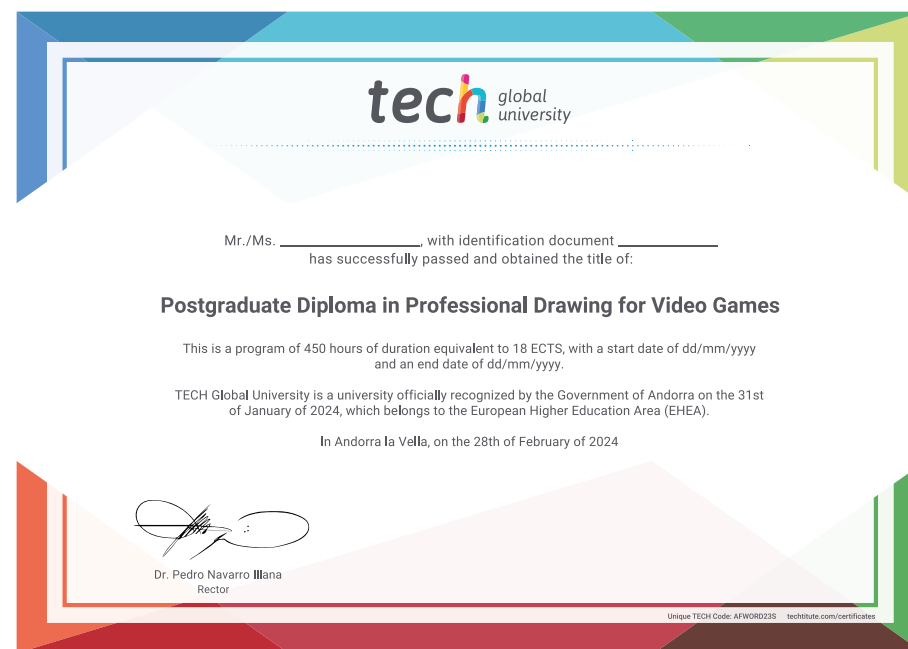 tech global
university
Mr./Ms. ____________________, with identification document ______________
has successfully passed and obtained the title of:
Postgraduate Diploma in Professional Drawing for Video Games
This is a program of 450 hours of duration equivalent to 18 ECTS, with a start date of dd/mm/yyyy
and an end date of dd/mm/yyyy.
TECH Global University is a university officially recognized by the Government of Andorra on the 31st
of January of 2024, which belongs to the European Higher Education Area (EHEA).
In Andorra la Vella, on the 28th of February of 2024
Dr. Pedro Navarro Illana
Rector
Unique TECH Code: AFWORD23S techtitute.com/certificates